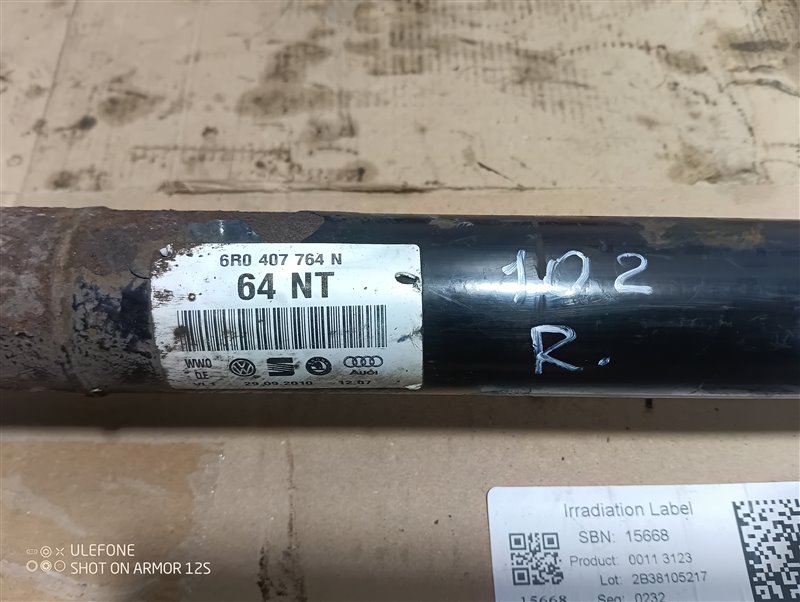 6R0 407 764 N
64 NT
WWO
DE
Audi
29.09.2010 12:07
102
R.
Irradiation Label
SBN: 15668
Product: 0011 3123
Lot: 2B38105217
15668
Seq: 0232
ULEFONE
SHOT ON ARMOR 12S